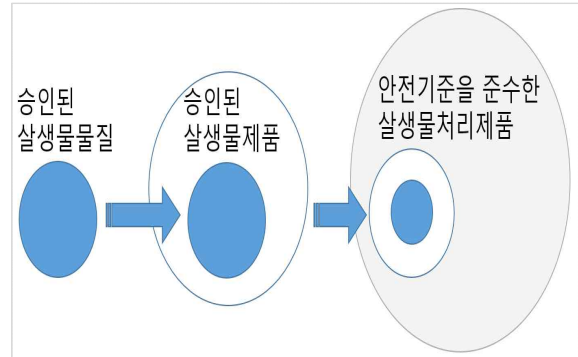 승인된
살생물물질
승인된
살생물제품
안전기준을 준수한
살생물처리제품